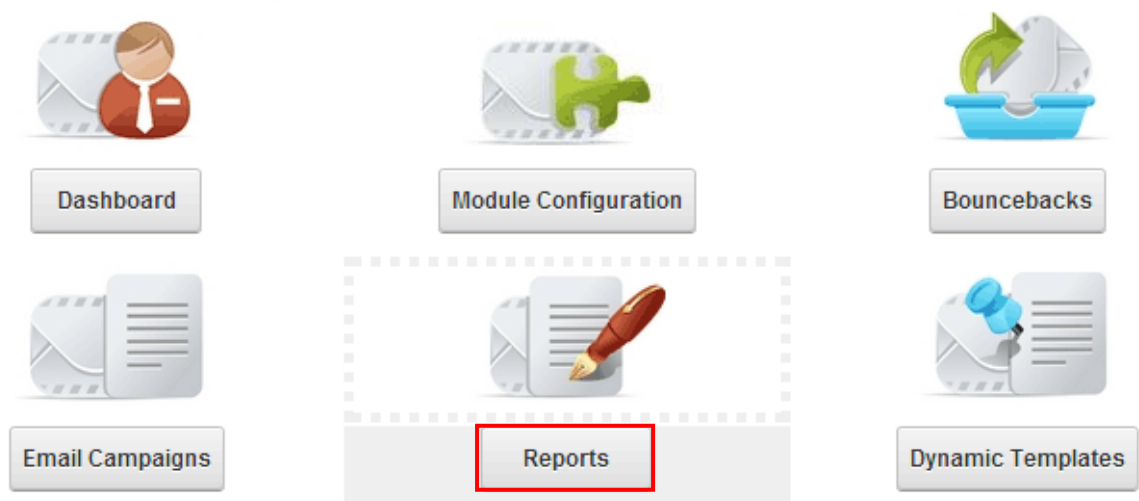 Dashboard
Module Configuration
Bouncebacks
Email Campaigns
Reports
Dynamic Templates